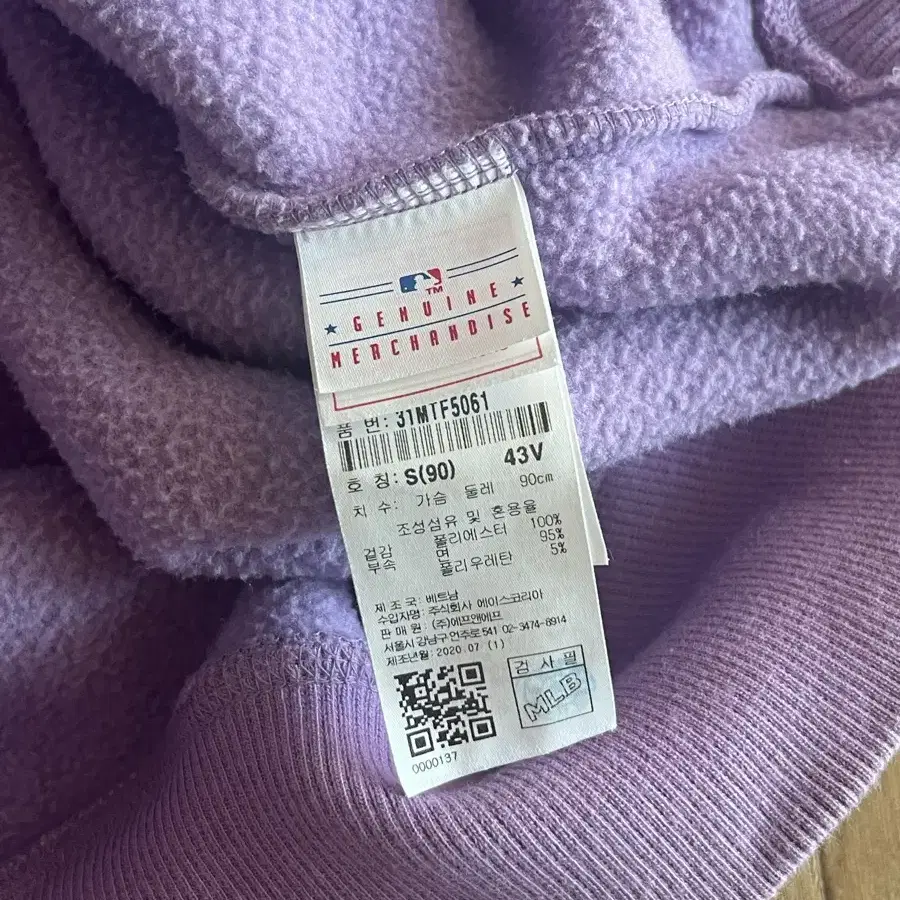 TM
GENUINE
MERCHANDISE
품 번: 31MTF5061
호 칭: S(90) 43V
치 수: 가슴 둘레 90cm
조성섬유 및 혼용율
겉감 폴리에스터 100%
부속 면 95%
폴리우레탄 5%
제 조 국: 베트남
수입자명: 주식회사 에이스코리아
판 매 원: (주)에프앤에프
서울시 강남구 언주로 541 02-3474-8914
제조년월: 2020.07 (1)
검 사 필
MLB
0000137